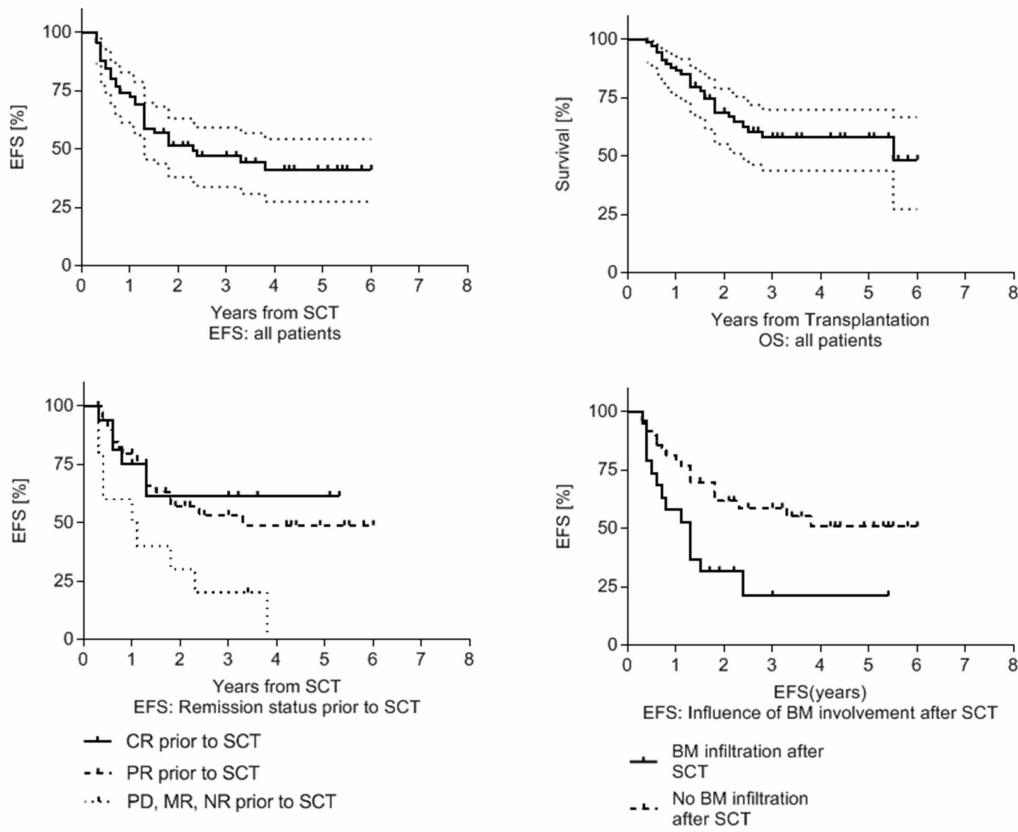 EFS [%]
100
75
50
25
0
0 1 2 3 4 5 6 7 8
Years from SCT
EFS: all patients
Survival [%]
100
75
50
25
0
0 1 2 3 4 5 6 7 8
Years from Transplantation
OS: all patients
EFS [%]
100
75
50
25
0
0 1 2 3 4 5 6 7 8
Years from SCT
EFS: Remission status prior to SCT
CR prior to SCT
PR prior to SCT
PD, MR, NR prior to SCT
EFS [%]
100
75
50
25
0
0 1 2 3 4 5 6 7 8
EFS(years)
EFS: Influence of BM involvement after SCT
BM infiltration after
SCT
No BM infiltration
after SCT